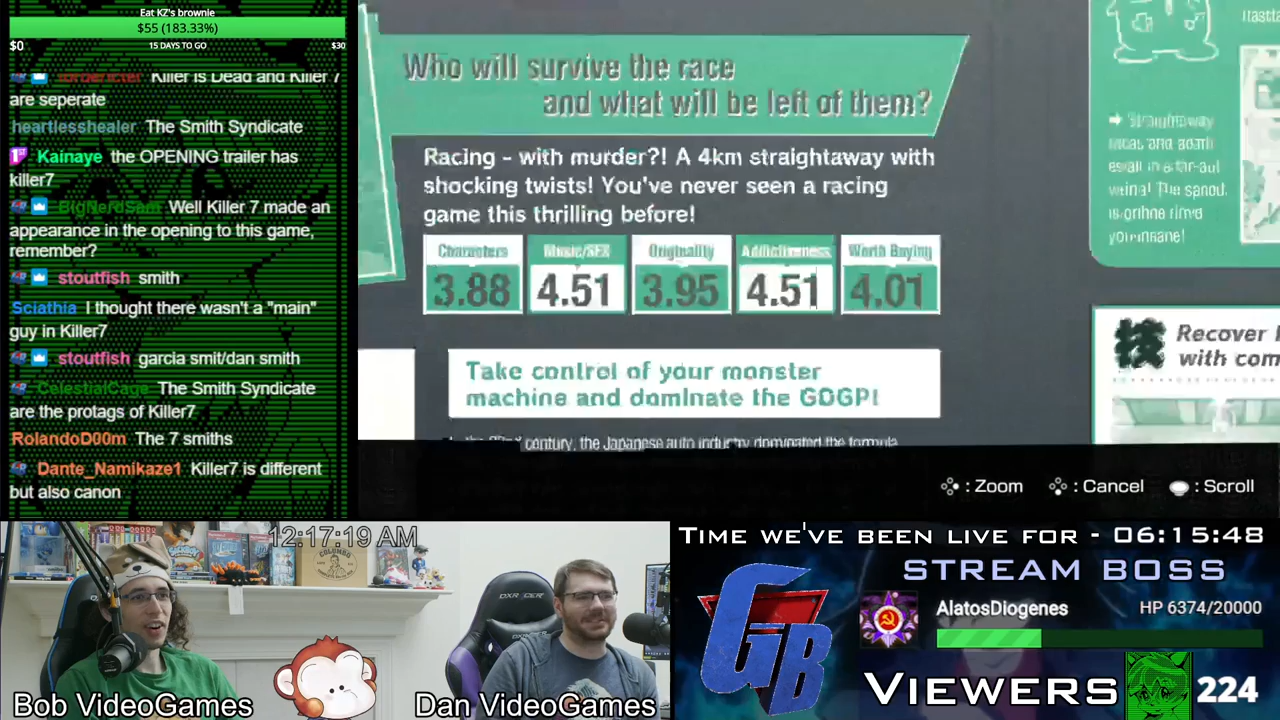 Eat KZ's brownie
$55 (183.33%)
$0 15 DAYS TO GO $30
Killer is Dead and Killer 7
are seperate
heartlesshealer The Smith Syndicate
Kainaye the OPENING trailer has
killer7
BigNerdSam Well Killer 7 made an
appearance in the opening to this game,
remember?
stoutfish smith
Sciathia I thought there wasn't a "main"
guy in Killer7
stoutfish garcia smit/dan smith
CelestialCage The Smith Syndicate
are the protags of Killer7
RolandoD00m The 7 smiths
Dante_Namikaze1 Killer7 is different
but also canon
Who will survive the race
and what will be left of them?
Racing - with murder?! A 4km straightaway with
shocking twists! You've never seen a racing
game this thrilling before!
Characters Music/SFX Originality Addictiveness Worth Buying
3.88 4.51 3.95 4.51
Take control of your monster
machine and dominate the GOGP!
century, the Japanese auto industry dominated the formula
Straightaway
is online
Recover
with com
: Zoom : Cancel : Scroll
12:17:19 AM
COLUMBO
DXRACER
Bob VideoGames
Dan VideoGames
TIME WE'VE BEEN LIVE FOR - 06:15:48
STREAM BOSS
AlatosDiogenes HP 6374/20000
GB
VIEWERS 224